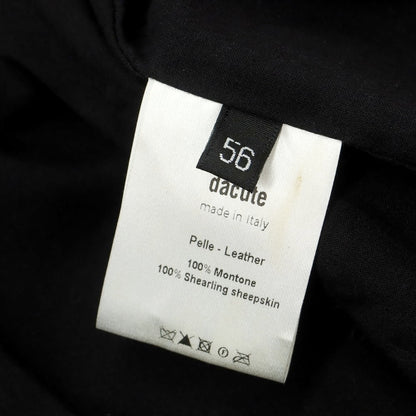 56
dacute
made in Italy
Pelle - Leather
100% Montone
100% Shearling sheepskin